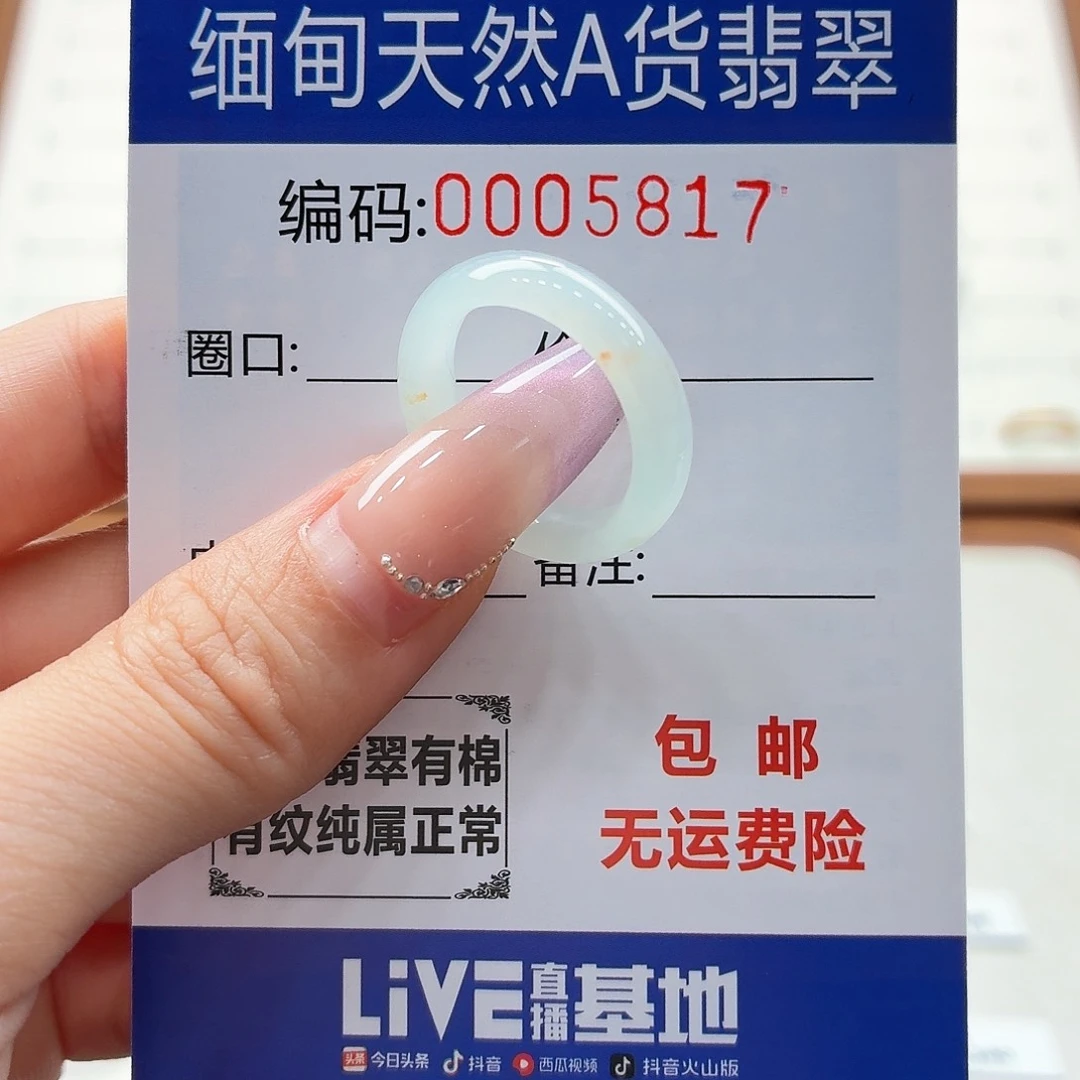 缅甸天然A货翡翠
编码:0005817
圈口:
备注:
翡翠有棉
有纹纯属正常
包 邮
无运费险
LiVE直播基地
头条 今日头条 抖音 西瓜视频 抖音火山版